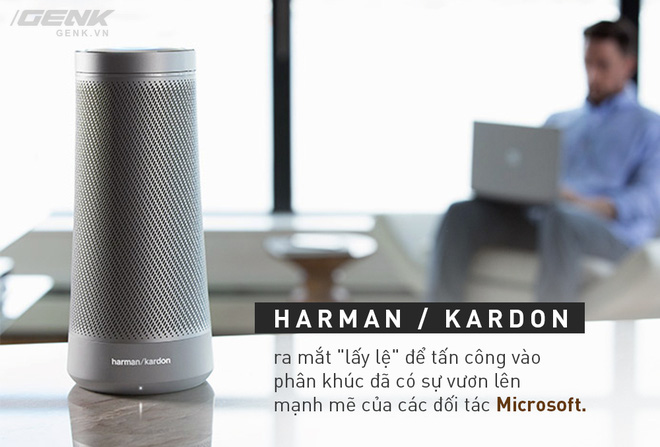 GENK
GENK.VN
harman/kardon
HARMAN / KARDON
ra mắt "lấy lệ" để tấn công vào
phân khúc đã có sự vươn lên
mạnh mẽ của các đối tác Microsoft.